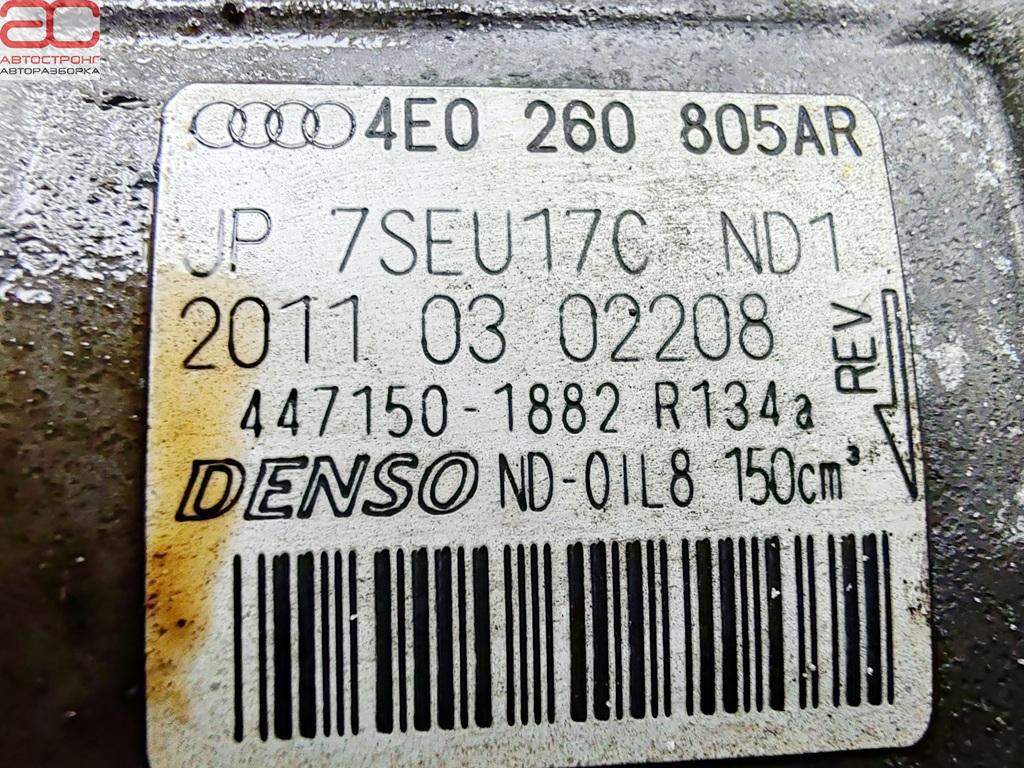 AC
АВТОСТРОНГ
АВТОРАЗБОРКА
4E0 260 805AR
JP 7SEU17C ND1
2011 03 02208
REV
447150-1882 R134a
DENSO ND-OIL8 150cm³